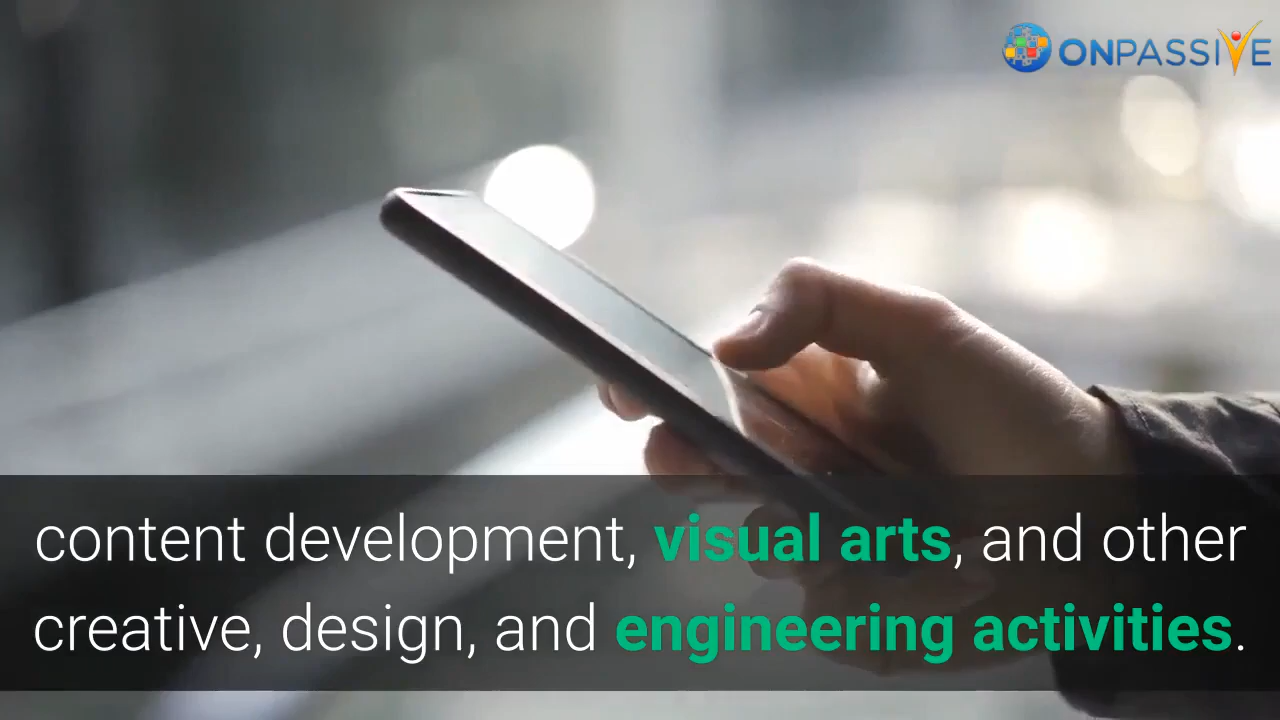 ONPASSIVE
content development, visual arts, and other
creative, design, and engineering activities.